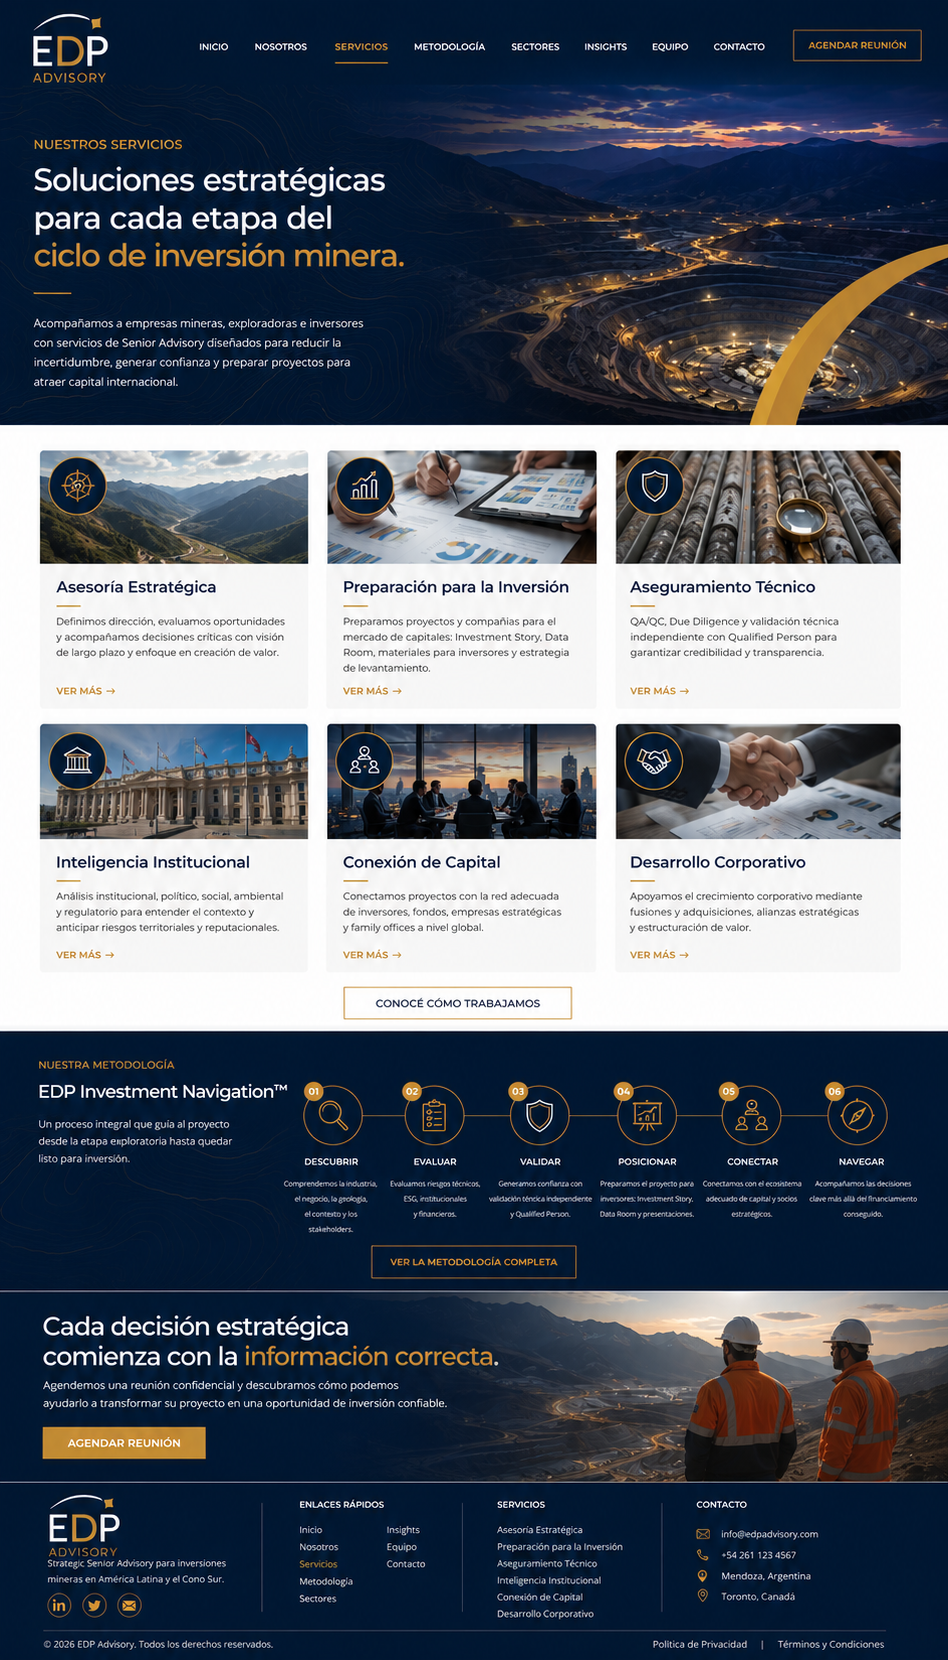 EDP
ADVISORY
INICIO
NOSOTROS
SERVICIOS
METODOLOGÍA
SECTORES
INSIGHTS
EQUIPO
CONTACTO
AGENDAR REUNIÓN
NUESTROS SERVICIOS
Soluciones estratégicas
para cada etapa del
ciclo de inversión minera.
Acompañamos a empresas mineras, exploradoras e inversores
con servicios de Senior Advisory diseñados para reducir la
incertidumbre, generar confianza y preparar proyectos para
atraer capital internacional.
Asesoría Estratégica
Definimos dirección, evaluamos oportunidades
y acompañamos decisiones críticas con visión
de largo plazo y enfoque en creación de valor.
VER MÁS →
Preparación para la Inversión
Preparamos proyectos y compañías para el
mercado de capitales: Investment Story, Data
Room, materiales para inversores y estrategia
de levantamiento.
VER MÁS →
Aseguramiento Técnico
QA/QC, Due Diligence y validación técnica
independiente con Qualified Person para
garantizar credibilidad y transparencia.
VER MÁS →
Inteligencia Institucional
Análisis institucional, político, social, ambiental
y regulatorio para entender el contexto y
anticipar riesgos territoriales y reputacionales.
VER MÁS →
Conexión de Capital
Conectamos proyectos con la red adecuada
de inversores, fondos, empresas estratégicas
y family offices a nivel global.
VER MÁS →
Desarrollo Corporativo
Apoyamos el crecimiento corporativo mediante
fusiones y adquisiciones, alianzas estratégicas
y estructuración de valor.
VER MÁS →
CONOCÉ CÓMO TRABAJAMOS
NUESTRA METODOLOGÍA
EDP Investment Navigation™
Un proceso integral que guía al proyecto
desde la etapa exploratoria hasta quedar
listo para inversión.
01
DESCUBRIR
Comprendemos la industria,
el negocio, la geología,
el contexto y los
stakeholders.
02
EVALUAR
Evaluamos riesgos técnicos,
ESG, institucionales
y financieros.
03
VALIDAR
Generamos confianza con
validación téncica independiente
y Qualified Person.
04
POSICIONAR
Preparamos el proyecto para
inversores: Investment Story,
Data Room y presentaciones.
05
CONECTAR
Conectamos con el ecosistema
adecuado de capital y socios
estratégicos.
06
NAVEGAR
Acompañamos las decisiones
clave más allá del financiamiento
conseguido.
VER LA METODOLOGÍA COMPLETA
Cada decisión estratégica
comienza con la información correcta.
Agendemos una reunión confidencial y descubramos cómo podemos
ayudarlo a transformar su proyecto en una oportunidad de inversión confiable.
AGENDAR REUNIÓN
EDP
ADVISORY
Strategic Senior Advisory para inversiones
mineras en América Latina y el Cono Sur.
in
ENLACES RÁPIDOS
Inicio
Nosotros
Servicios
Metodología
Sectores
Insights
Equipo
Contacto
SERVICIOS
Asesoría Estratégica
Preparación para la Inversión
Aseguramiento Técnico
Inteligencia Institucional
Conexión de Capital
Desarrollo Corporativo
CONTACTO
info@edpadvisory.com
+54 261 123 4567
Mendoza, Argentina
Toronto, Canadá
© 2026 EDP Advisory. Todos los derechos reservados.
Política de Privacidad | Términos y Condiciones